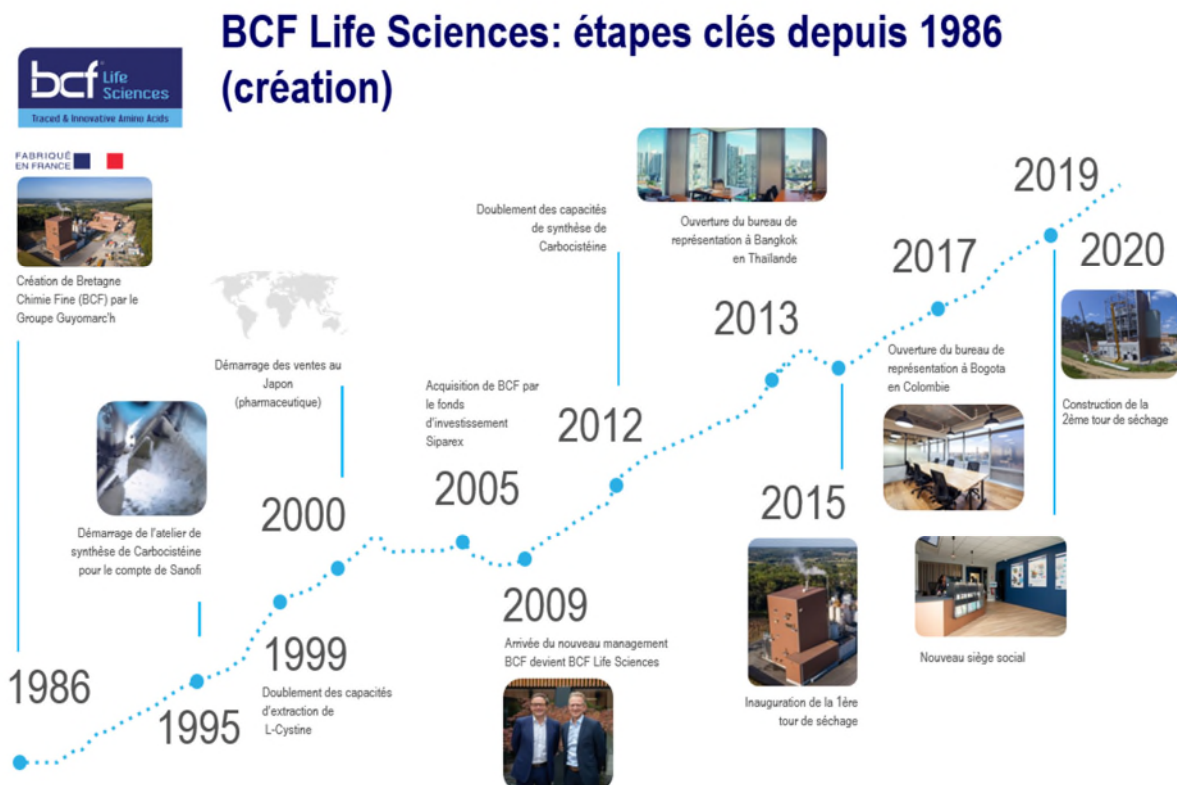 BCF Life Sciences: étapes clés depuis 1986
(création)
bcf Life
Sciences
Traced & Innovative Amino Acids
FABRIQUÉ
EN FRANCE
Création de Bretagne
Chimie Fine (BCF) par le
Groupe Guyomarc'h
1986
Démarrage de l'atelier de
synthèse de Carbocistéine
pour le compte de Sanofi
1995
1999
Doublement des capacités
d'extraction de
L-Cystine
Démarrage des ventes au
Japon
(pharmaceutique)
2000
Acquisition de BCF par
le fonds
d'investissement
Siparex
2005
2009
Arrivée du nouveau management
BCF devient BCF Life Sciences
Doublement des capacités
de synthèse de
Carbocistéine
2012
Ouverture du bureau de
représentation à Bangkok
en Thaïlande
2013
2015
Inauguration de la 1ère
tour de séchage
2017
Ouverture du bureau de
représentation à Bogota
en Colombie
2019
Nouveau siège social
2020
Construction de la
2ème tour de séchage